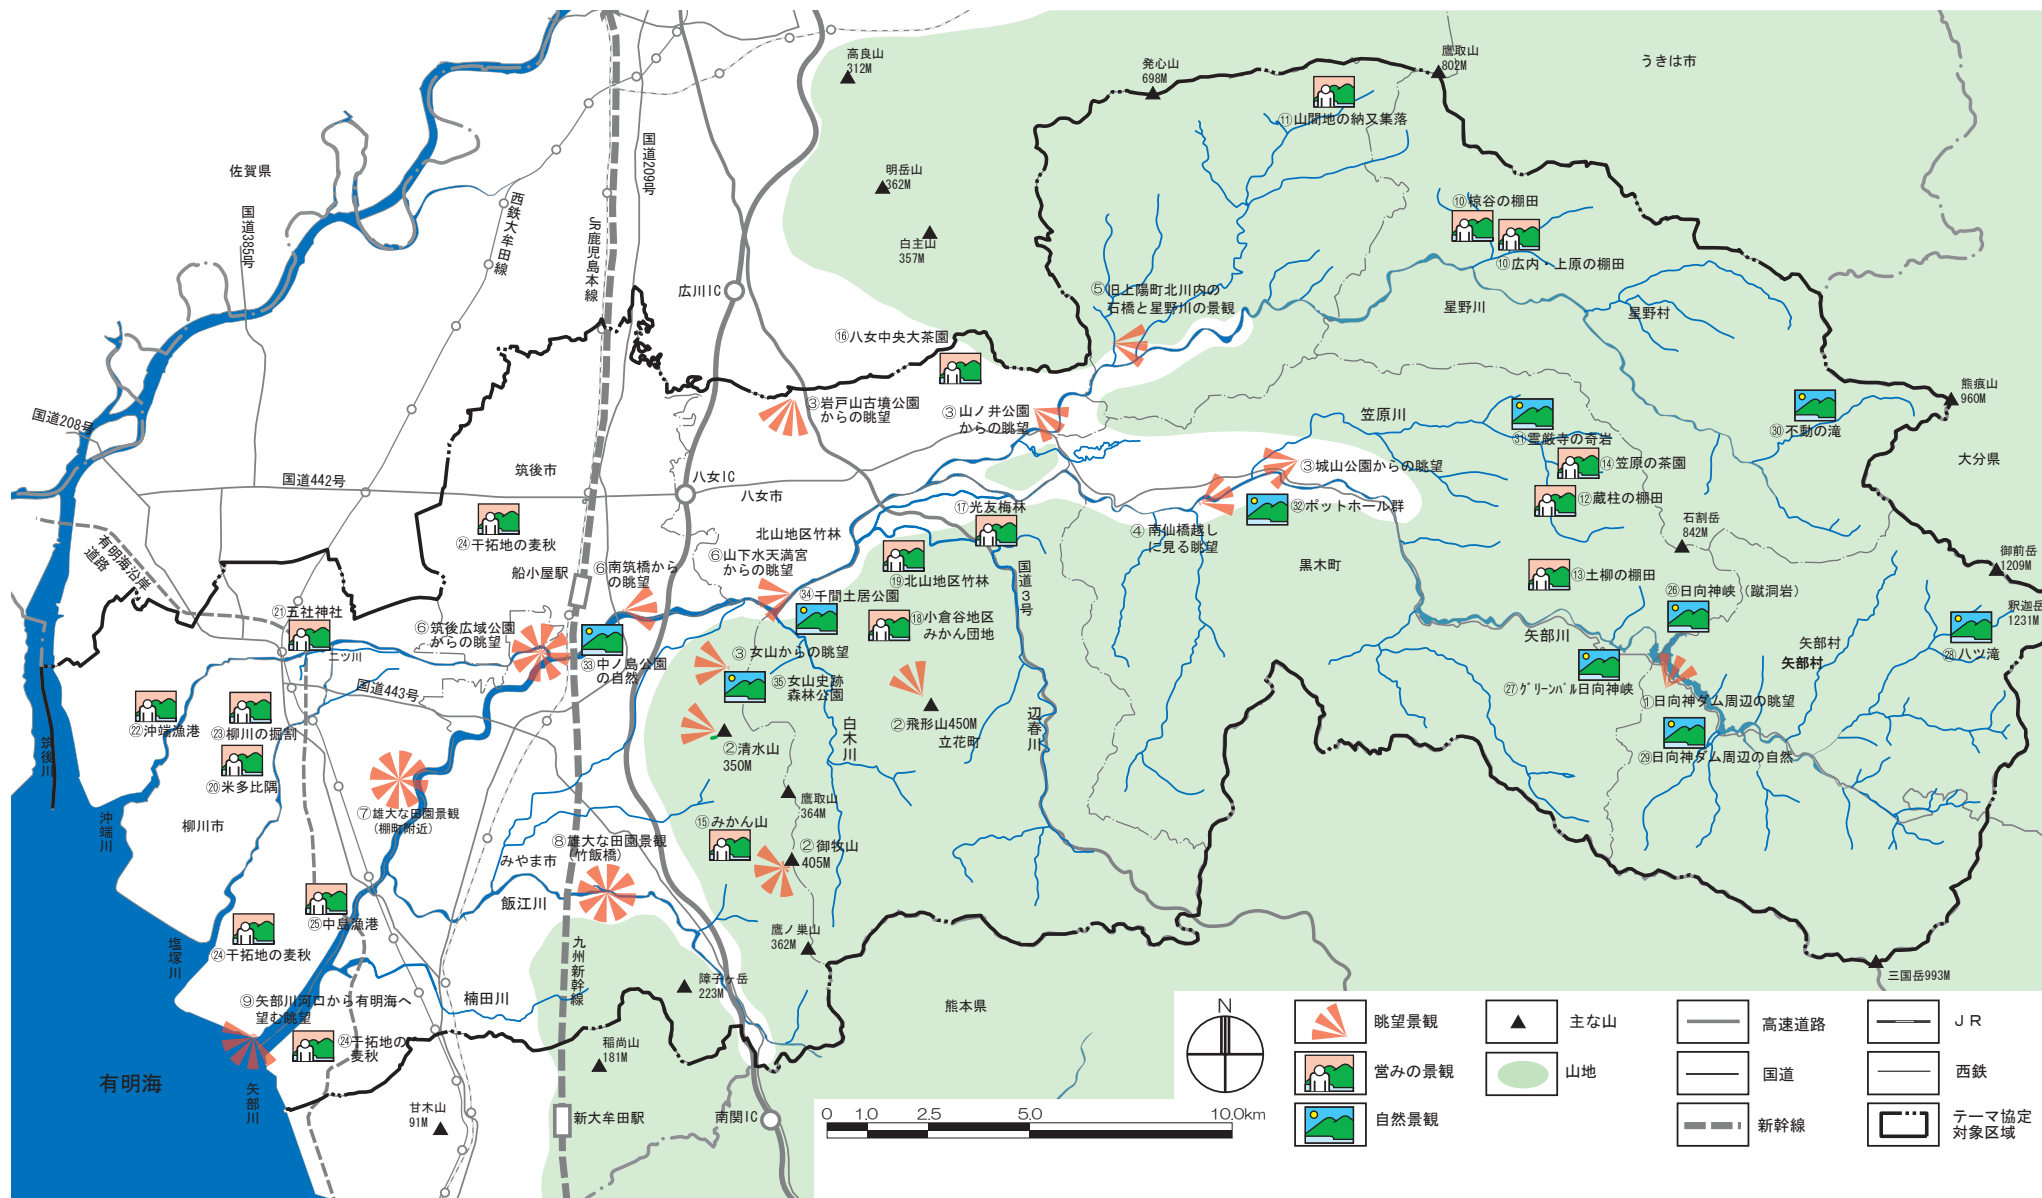 高良山
312M
発心山
698M
鷹取山
802M
うきは市
⑪山間地の納又集落
佐賀県
国道385号
西鉄大牟田線
JR鹿児島本線
国道209号
明岳山
362M
白主山
357M
⑩椋谷の棚田
⑩広内・上原の棚田
広川IC
⑤旧上陽町北川内の
石橋と星野川の景観
星野川
星野村
⑯八女中央大茶園
国道208号
③岩戸山古墳公園
からの眺望
③山ノ井公園
からの眺望
笠原川
熊痕山
960M
㉚不動の滝
㉛霊厳寺の奇岩
大分県
筑後市
国道442号
八女IC
八女市
③城山公園からの眺望
⑭笠原の茶園
⑫蔵柱の棚田
㉜ポットホール群
⑰光友梅林
北山地区竹林
④南仙橋越し
に見る眺望
石割岳
842M
㉔干拓地の麦秋
有明海沿岸
道路
船小屋駅
⑥南筑橋から
の眺望
⑥山下水天満宮
からの眺望
⑲北山地区竹林
国道3号
黒木町
⑬土柳の棚田
御前岳
1209M
㉖日向神峡（蹴洞岩）
㉑五社神社
二ツ川
⑥筑後広域公園
からの眺望
㉞千間土居公園
⑱小倉谷地区
みかん団地
矢部川
矢部村
矢部村
釈迦岳
1231M
㉘八ツ滝
㉝中ノ島公園
の自然
③女山からの眺望
㉟女山史跡
森林公園
㉗グリーンパル日向神峡
国道443号
①日向神ダム周辺の眺望
㉒沖端漁港
㉓柳川の掘割
②飛形山450M
立花町
白木川
辺春川
②清水山
350M
㉙日向神ダム周辺の自然
筑後川
⑳米多比隅
鷹取山
364M
⑦雄大な田園景観
（棚町附近）
柳川市
沖端川
⑮みかん山
⑧雄大な田園景観
（竹飯橋）
みやま市
②御牧山
405M
飯江川
㉕中島漁港
㉔干拓地の麦秋
塩塚川
鷹ノ巣山
362M
九州新幹線
障子ヶ岳
223M
楠田川
⑨矢部川河口から有明海へ
望む眺望
㉔干拓地の
麦秋
熊本県
三国岳993M
有明海
矢部川
稲尚山
181M
甘木山
91M
新大牟田駅
南関IC
0 1.0 2.5 5.0 10.0km
N
眺望景観
営みの景観
自然景観
主な山
山地
高速道路
国道
新幹線
ＪＲ
西鉄
テーマ協定
対象区域